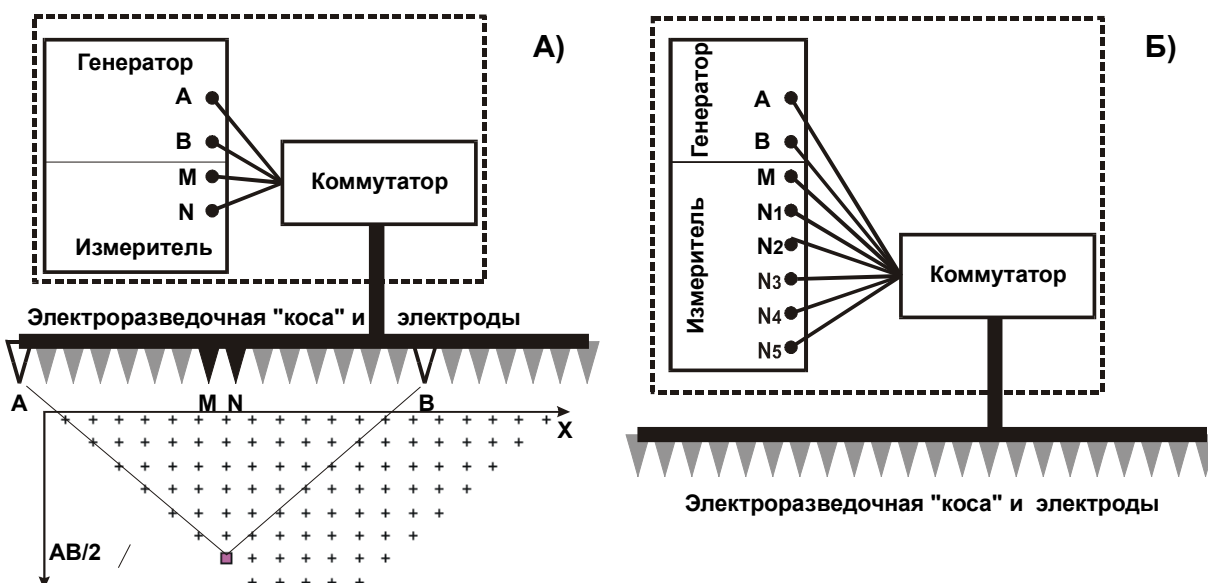 А)
Генератор
A
B
M
N
Измеритель
Коммутатор
Электроразведочная "коса" и электроды
A
M N
B
X
AB/2
Б)
Генератор
A
B
Измеритель
M
N1
N2
N3
N4
N5
Коммутатор
Электроразведочная "коса" и электроды